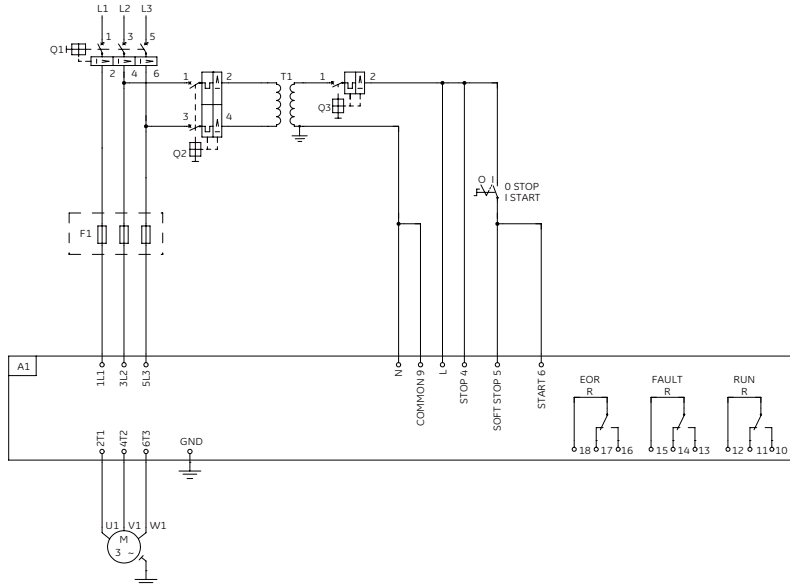 L1 L2 L3
Q1 1 3 5
2 4 6
1 2 T1 1 2
Q3
3 4
Q2
O I
0 STOP
I START
F1
A1
1L1 3L2 5L3 N COMMON 9 L STOP 4 SOFT STOP 5 START 6
EOR FAULT RUN
R R R
18 17 16 15 14 13 12 11 10
2T1 4T2 6T3 GND
U1 V1 W1
M
3 ~